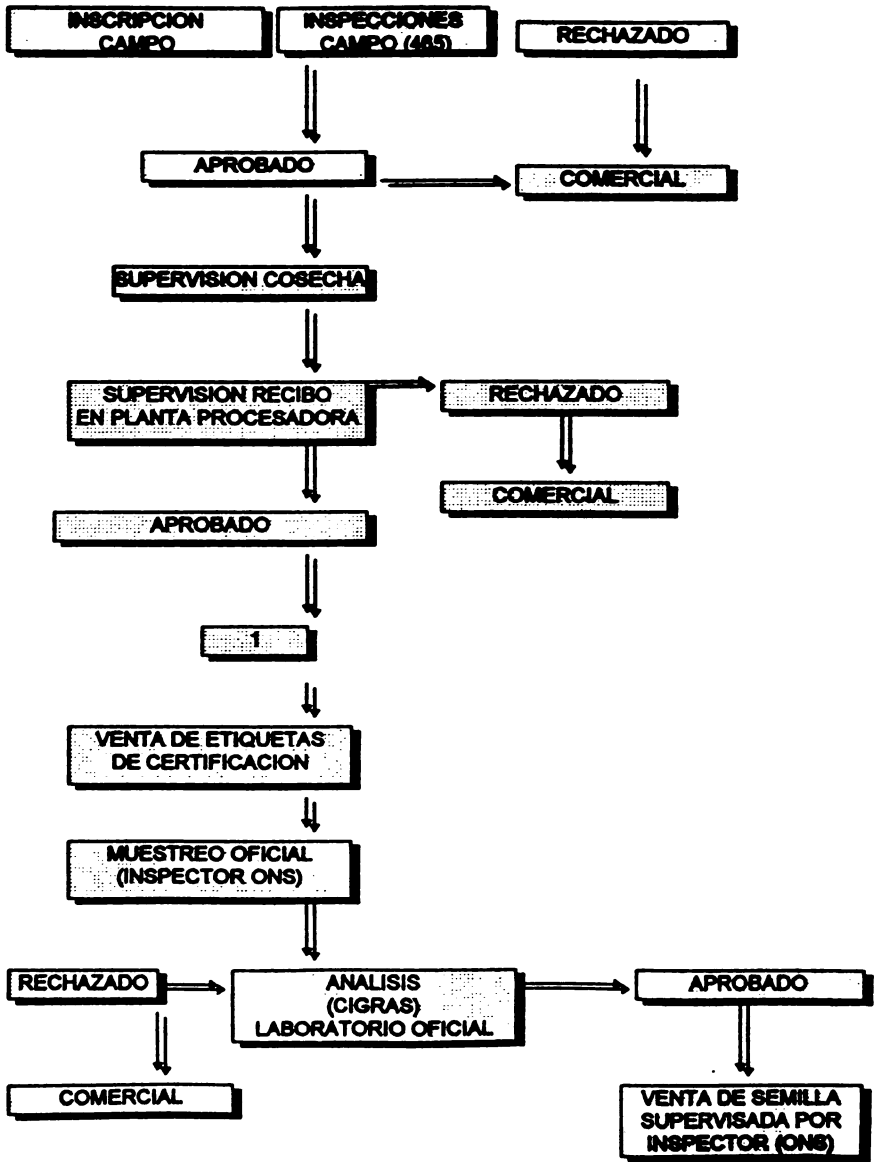 INSCRIPCION
CAMPO
INSPECCIONES
CAMPO (465)
RECHAZADO
APROBADO
COMERCIAL
SUPERVISION COSECHA
SUPERVISION RECIBO
EN PLANTA PROCESADORA
RECHAZADO
COMERCIAL
APROBADO
1
VENTA DE ETIQUETAS
DE CERTIFICACION
MUESTREO OFICIAL
(INSPECTOR ONS)
RECHAZADO
ANALISIS
(CIGRAS)
LABORATORIO OFICIAL
APROBADO
COMERCIAL
VENTA DE SEMILLA
SUPERVISADA POR
INSPECTOR (ONS)